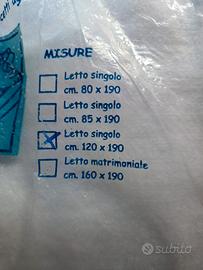 MISURE
Letto singolo
cm. 80 x 190
Letto singolo
cm. 85 x 190
Letto singolo
cm. 120 x 190
Letto matrimoniale
cm. 160 x 190
subito